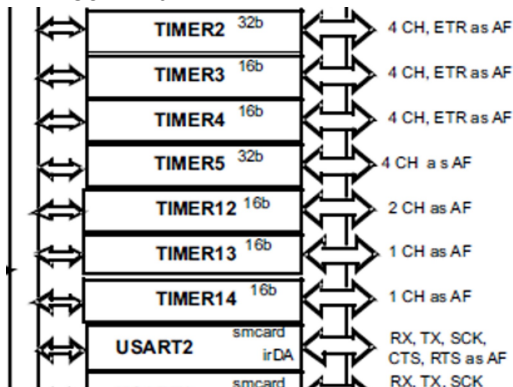 TIMER2 32b 4 CH, ETR as AF
TIMER3 16b 4 CH, ETR as AF
TIMER4 16b 4 CH, ETR as AF
TIMER5 32b 4 CH as AF
TIMER12 16b 2 CH as AF
TIMER13 16b 1 CH as AF
TIMER14 16b 1 CH as AF
USART2 smcard irDA RX, TX, SCK,
CTS, RTS as AF
smcard RX, TX, SCK